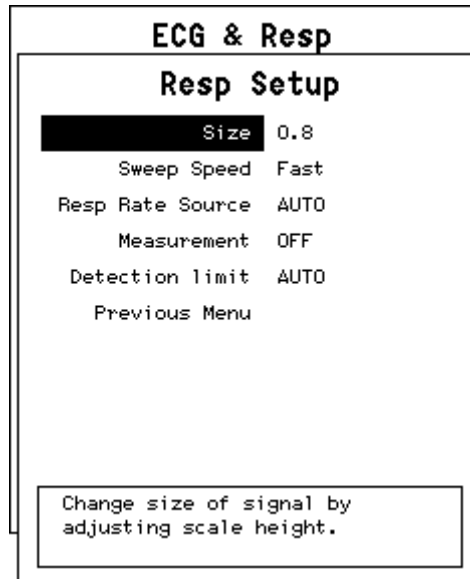 ECG & Resp
Resp Setup
Size 0.8
Sweep Speed Fast
Resp Rate Source AUTO
Measurement OFF
Detection limit AUTO
Previous Menu
Change size of signal by
adjusting scale height.